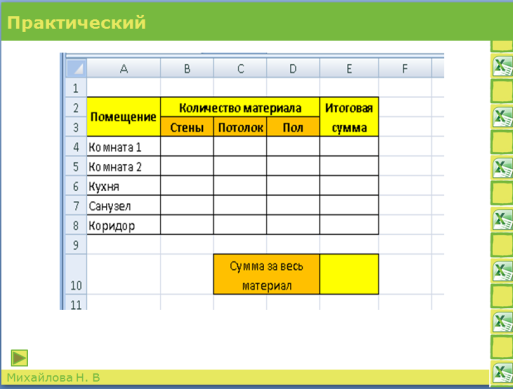 Практический
A B C D E F
1
2 Помещение Количество материала Итоговая
3 Стены Потолок Пол сумма
4 Комната 1
5 Комната 2
6 Кухня
7 Санузел
8 Коридор
9
Сумма за весь
10 материал
11
Михайлова Н. В